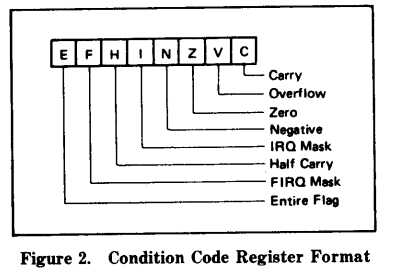 E F H I N Z V C
Carry
Overflow
Zero
Negative
IRQ Mask
Half Carry
FIRQ Mask
Entire Flag
Figure 2. Condition Code Register Format